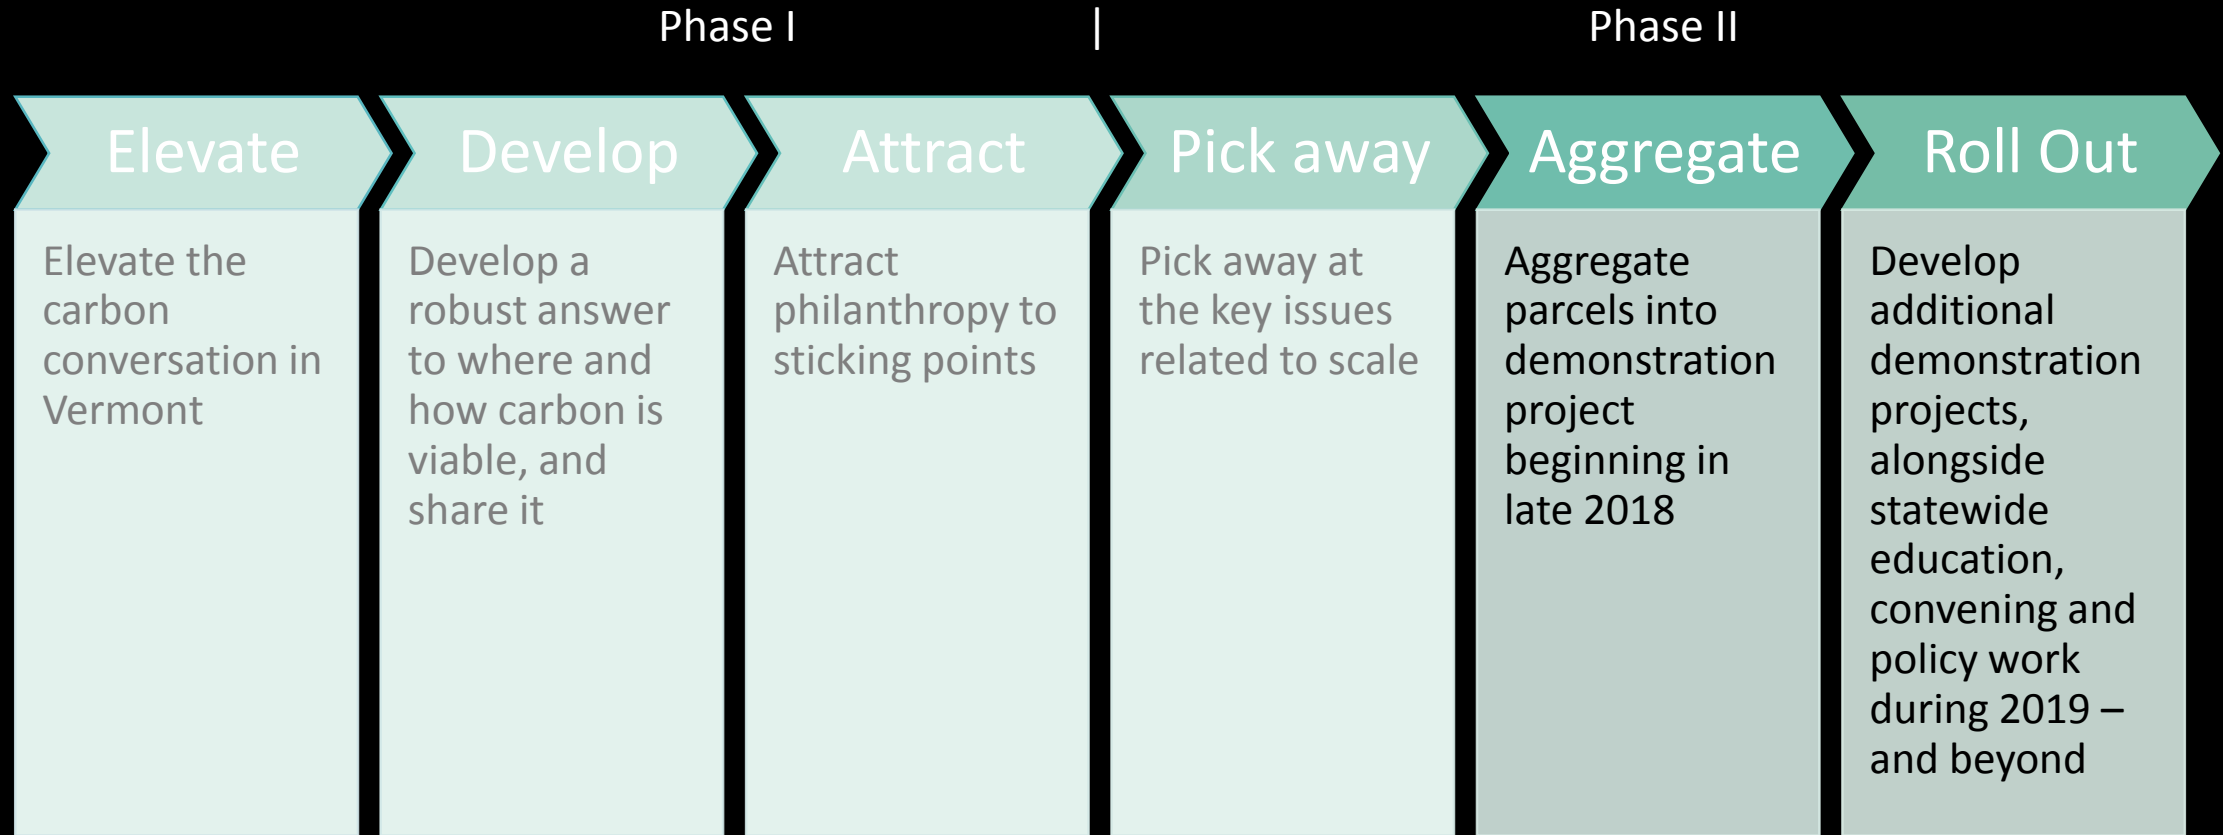 Phase I | Phase II
Elevate
Develop
Attract
Pick away
Aggregate
Roll Out
Elevate the
carbon
conversation in
Vermont
Develop a
robust answer
to where and
how carbon is
viable, and
share it
Attract
philanthropy to
sticking points
Pick away at
the key issues
related to scale
Aggregate
parcels into
demonstration
project
beginning in
late 2018
Develop
additional
demonstration
projects,
alongside
statewide
education,
convening and
policy work
during 2019 –
and beyond